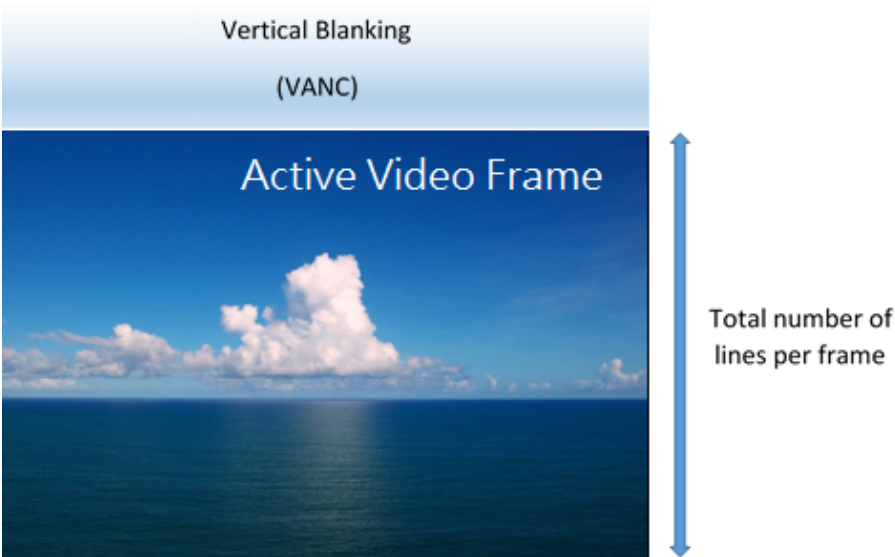 Vertical Blanking
(VANC)
Active Video Frame
Total number of
lines per frame